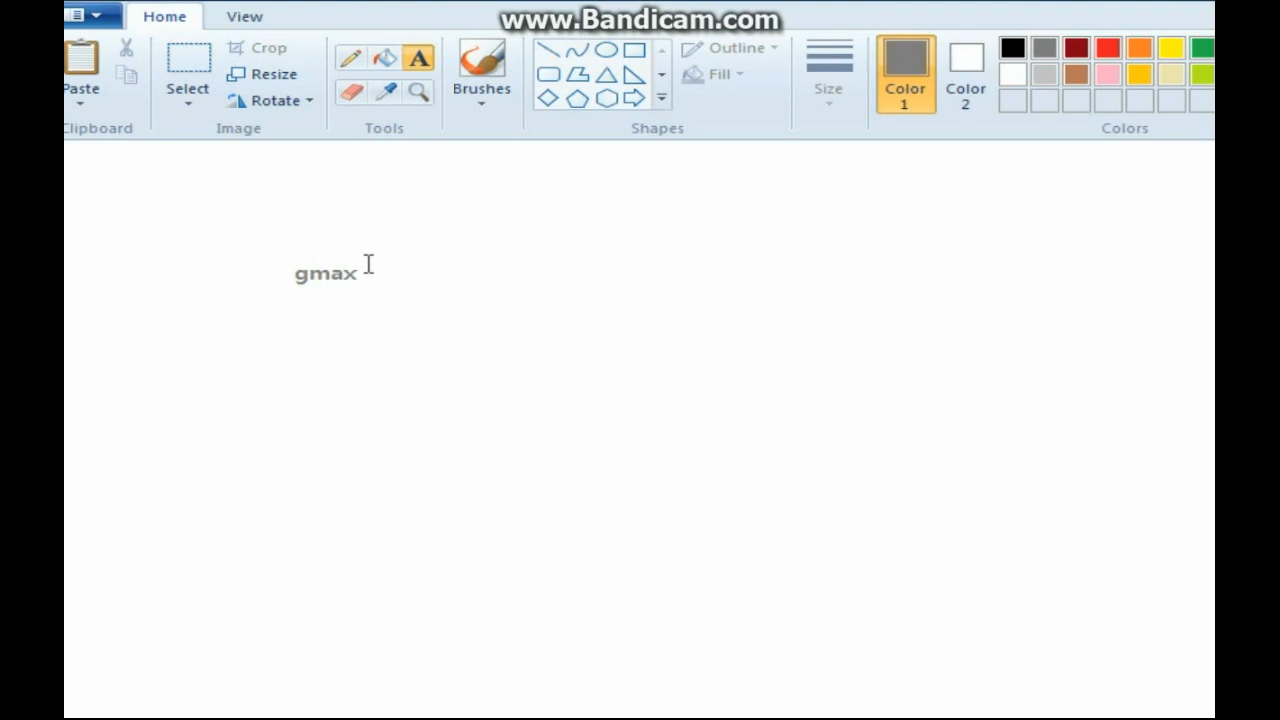 www.Bandicam.com
Home View
Paste
Clipboard
Select
Crop
Resize
Rotate
Image
Tools
Brushes
Shapes
Outline
Fill
Size
Color 1
Color 2
Colors
gmax